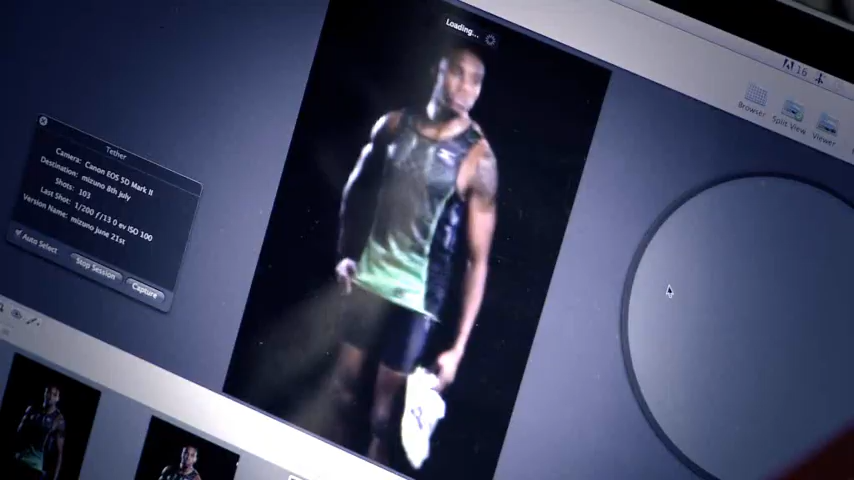 Loading...
16
Browser
Split View
Viewer
Tether
Camera: Canon EOS 5D Mark II
Destination: mizuno 8th july
Shots: 103
Last Shot: 1/200 f/13 0 ev ISO 100
Version Name: mizuno June 21st
Auto Select
Stop Session
Capture